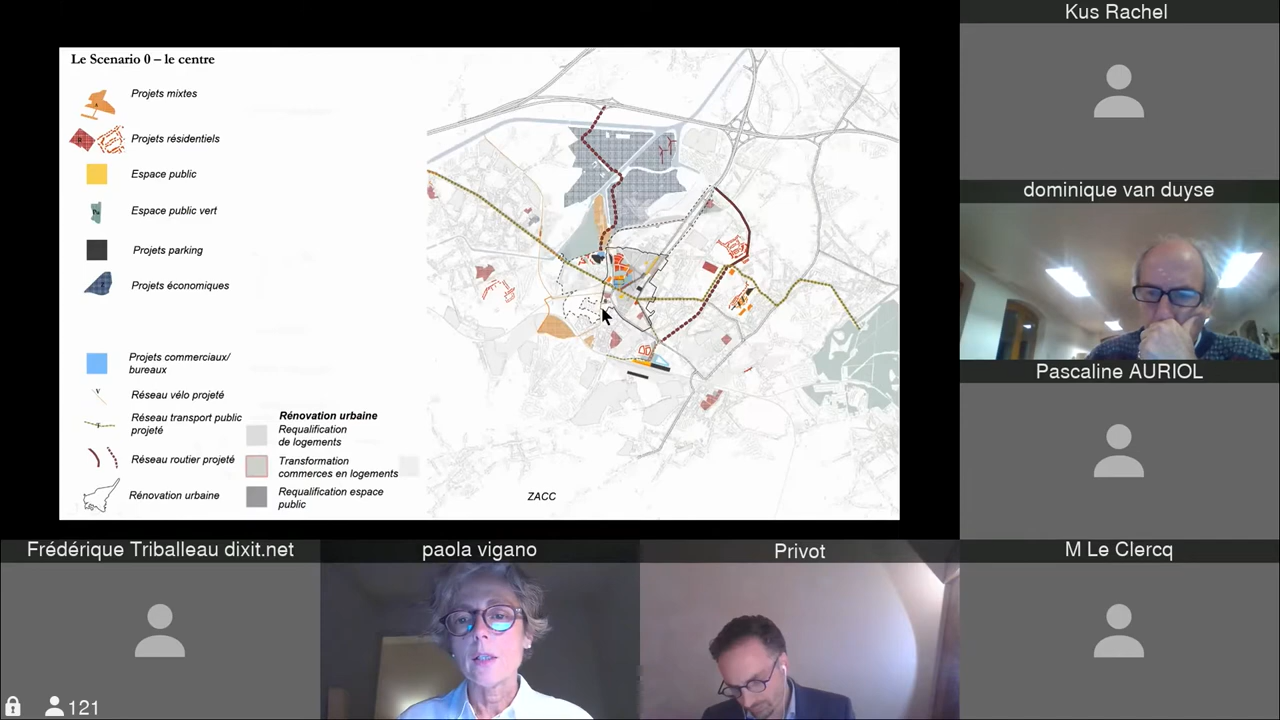 Le Scenario 0 – le centre
Projets mixtes
Projets résidentiels
Espace public
Espace public vert
Projets parking
Projets économiques
Projets commerciaux/
bureaux
Réseau vélo projeté
Réseau transport public
projeté
Réseau routier projeté
Rénovation urbaine
Rénovation urbaine
Requalification
de logements
Transformation
commerces en logements
Requalification espace
public
ZACC
Kus Rachel
dominique van duyse
Pascaline AURIOL
Frédérique Triballeau dixit.net
paola vigano
Privot
M Le Clercq
121